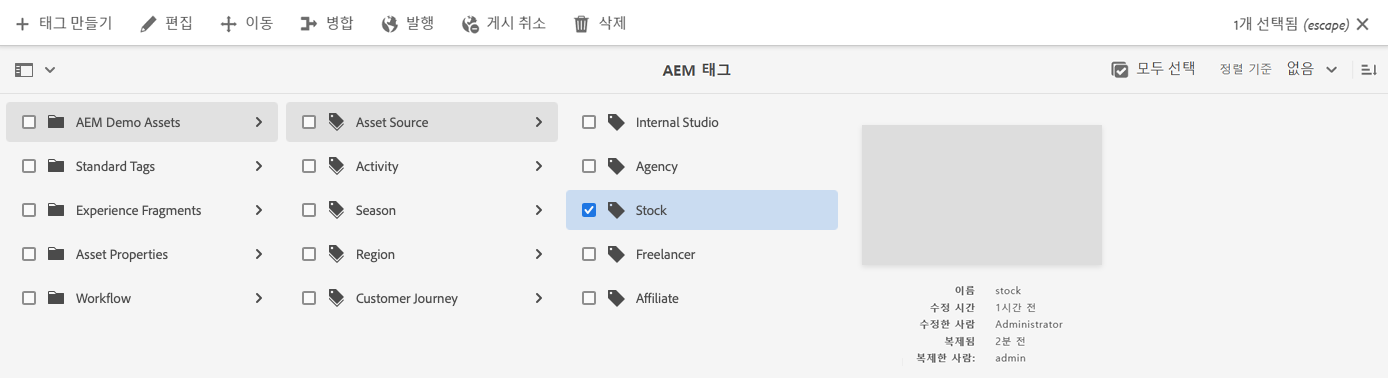 태그 만들기 편집 이동 병합 발행 게시 취소 삭제 1개 선택됨 (escape)
AEM 태그 모두 선택 정렬 기준 없음
AEM Demo Assets Asset Source Internal Studio
Standard Tags Activity Agency
Experience Fragments Season Stock
Asset Properties Region Freelancer
Workflow Customer Journey Affiliate
이름 stock
수정 시간 1시간 전
수정한 사람 Administrator
복제됨 2분 전
복제한 사람: admin